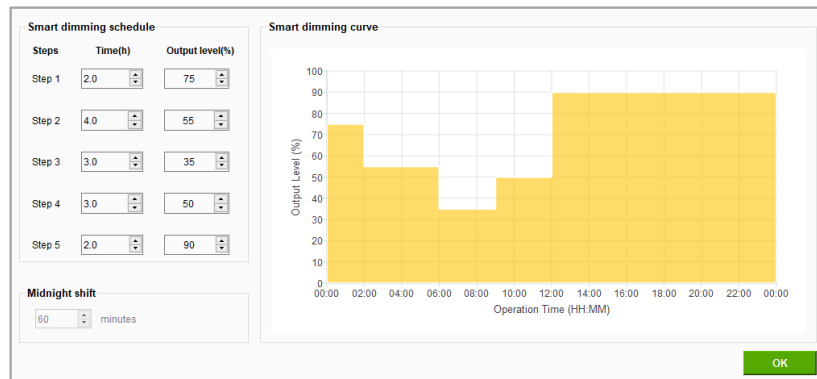 Smart dimming schedule
Steps Time(h) Output level(%)
Step 1 2.0 75
Step 2 4.0 55
Step 3 3.0 35
Step 4 3.0 50
Step 5 2.0 90
Midnight shift
60 minutes
Smart dimming curve
100
90
80
70
60
50
40
30
20
10
0
Output Level (%)
00:00 02:00 04:00 06:00 08:00 10:00 12:00 14:00 16:00 18:00 20:00 22:00 00:00
Operation Time (HH:MM)
OK